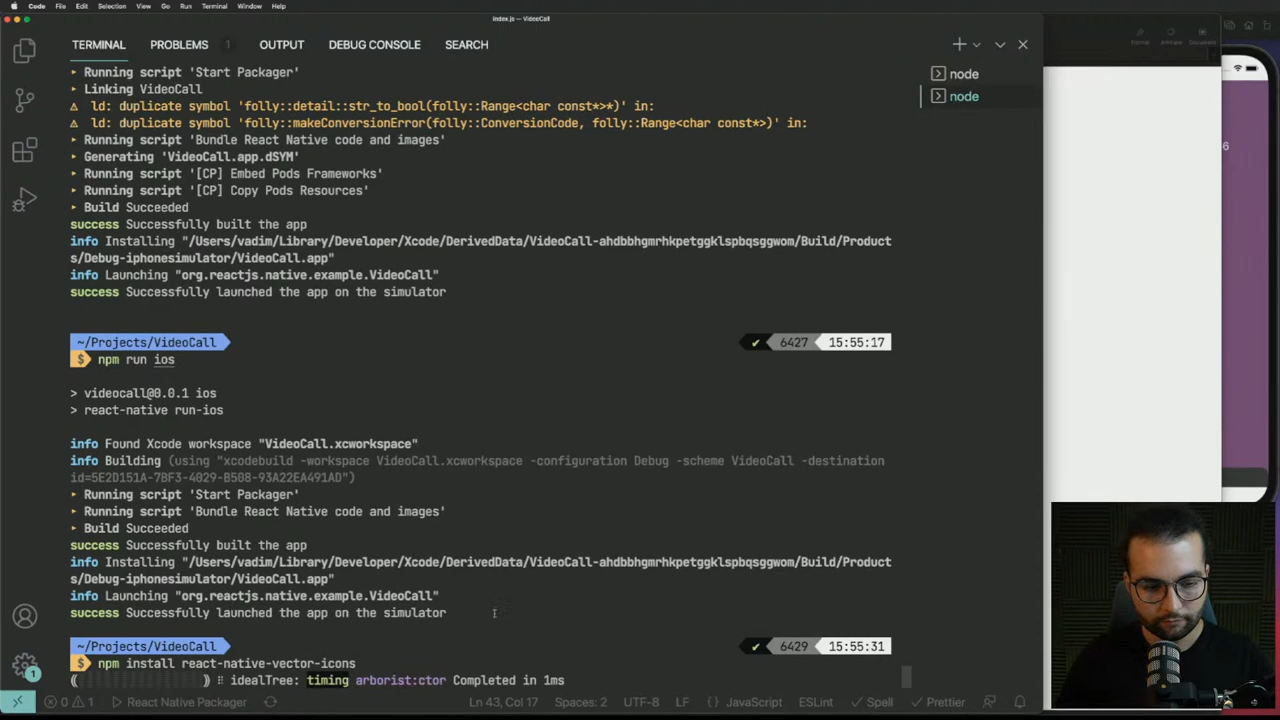 Code File Edit Selection View Go Run Terminal Window Help
index.js — VideoCall
TERMINAL PROBLEMS 1 OUTPUT DEBUG CONSOLE SEARCH
Format Annotate Document
▸ Running script 'Start Packager'
▸ Linking VideoCall
⚠ ld: duplicate symbol 'folly::detail::str_to_bool(folly::Range<char const*>*)' in:
⚠ ld: duplicate symbol 'folly::makeConversionError(folly::ConversionCode, folly::Range<char const*>)' in:
▸ Running script 'Bundle React Native code and images'
▸ Generating 'VideoCall.app.dSYM'
▸ Running script '[CP] Embed Pods Frameworks'
▸ Running script '[CP] Copy Pods Resources'
▸ Build Succeeded
success Successfully built the app
info Installing "/Users/vadim/Library/Developer/Xcode/DerivedData/VideoCall-ahdbbhgmrhkpetggklspbqsggwom/Build/Product
s/Debug-iphonesimulator/VideoCall.app"
info Launching "org.reactjs.native.example.VideoCall"
success Successfully launched the app on the simulator
~/Projects/VideoCall ✔ 6427 15:55:17
$ npm run ios
> videocall@0.0.1 ios
> react-native run-ios
info Found Xcode workspace "VideoCall.xcworkspace"
info Building (using "xcodebuild -workspace VideoCall.xcworkspace -configuration Debug -scheme VideoCall -destination
id=5E2D151A-7BF3-4029-B508-93A22EA491AD")
▸ Running script 'Start Packager'
▸ Running script 'Bundle React Native code and images'
▸ Build Succeeded
success Successfully built the app
info Installing "/Users/vadim/Library/Developer/Xcode/DerivedData/VideoCall-ahdbbhgmrhkpetggklspbqsggwom/Build/Product
s/Debug-iphonesimulator/VideoCall.app"
info Launching "org.reactjs.native.example.VideoCall"
success Successfully launched the app on the simulator
~/Projects/VideoCall ✔ 6429 15:55:31
$ npm install react-native-vector-icons
( ) ⠏ idealTree: timing arborist:ctor Completed in 1ms
node
node
6
1
0 1 React Native Packager Ln 43, Col 17 Spaces: 2 UTF-8 LF {} JavaScript ESLint ✓ Spell ✓ Prettier